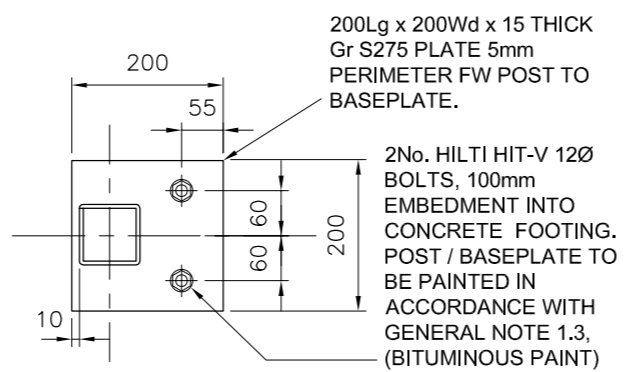 200Lg x 200Wd x 15 THICK
Gr S275 PLATE 5mm
PERIMETER FW POST TO
BASEPLATE.
200
55
2No. HILTI HIT-V 12Ø
BOLTS, 100mm
EMBEDMENT INTO
CONCRETE FOOTING.
POST / BASEPLATE TO
BE PAINTED IN
ACCORDANCE WITH
GENERAL NOTE 1.3,
(BITUMINOUS PAINT)
60
60
200
10